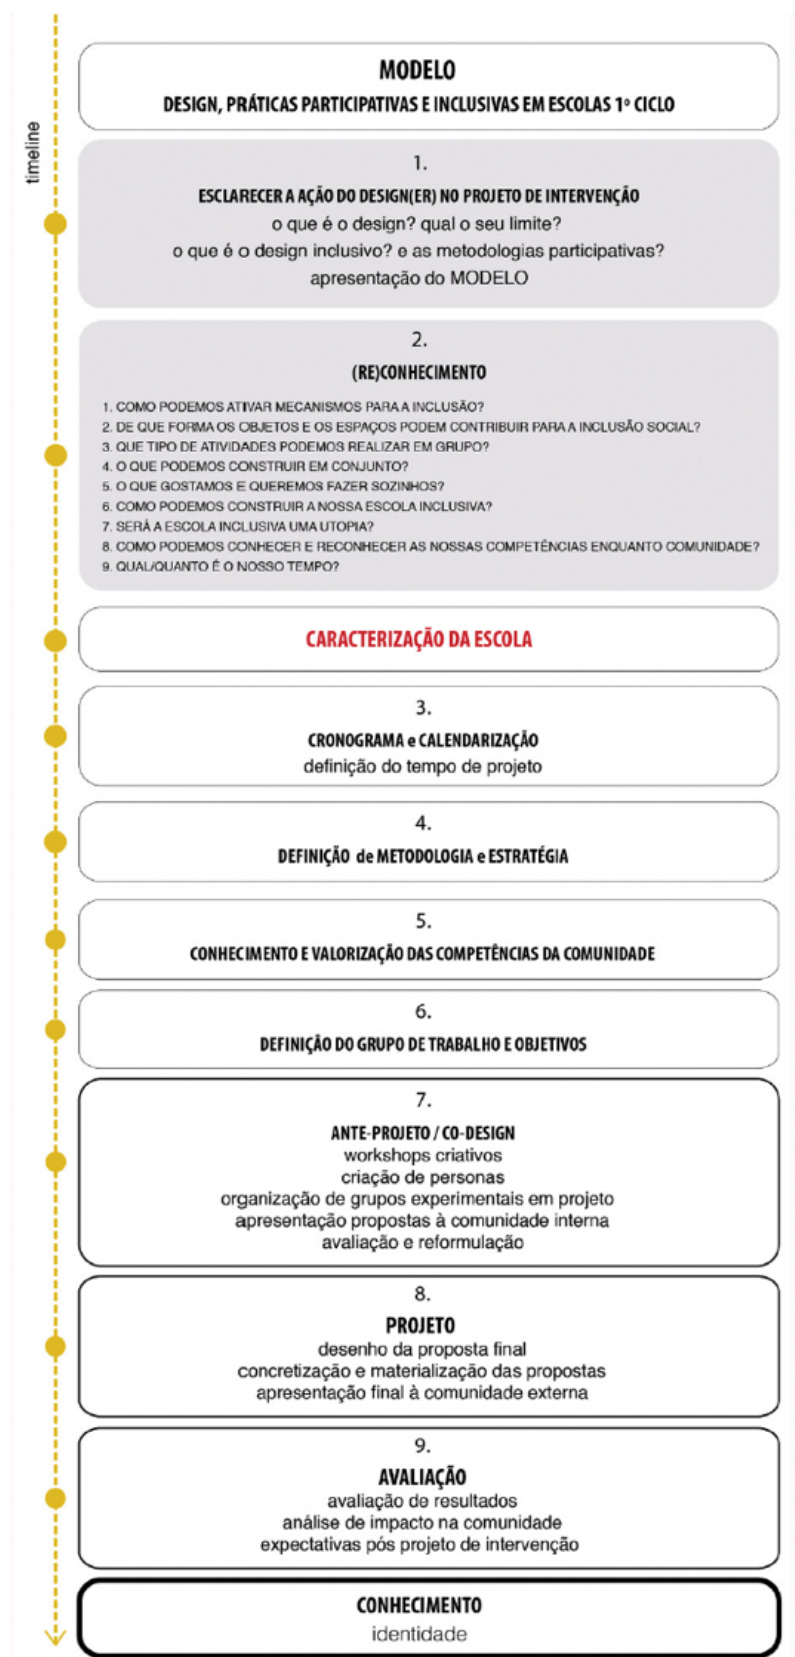 timeline
MODELO
DESIGN, PRÁTICAS PARTICIPATIVAS E INCLUSIVAS EM ESCOLAS 1º CICLO
1.
ESCLARECER A AÇÃO DO DESIGN(ER) NO PROJETO DE INTERVENÇÃO
o que é o design? qual o seu limite?
o que é o design inclusivo? e as metodologias participativas?
apresentação do MODELO
2.
(RE)CONHECIMENTO
1. COMO PODEMOS ATIVAR MECANISMOS PARA A INCLUSÃO?
2. DE QUE FORMA OS OBJETOS E OS ESPAÇOS PODEM CONTRIBUIR PARA A INCLUSÃO SOCIAL?
3. QUE TIPO DE ATIVIDADES PODEMOS REALIZAR EM GRUPO?
4. O QUE PODEMOS CONSTRUIR EM CONJUNTO?
5. O QUE GOSTAMOS E QUEREMOS FAZER SOZINHOS?
6. COMO PODEMOS CONSTRUIR A NOSSA ESCOLA INCLUSIVA?
7. SERÁ A ESCOLA INCLUSIVA UMA UTOPIA?
8. COMO PODEMOS CONHECER E RECONHECER AS NOSSAS COMPETÊNCIAS ENQUANTO COMUNIDADE?
9. QUAL/QUANTO É O NOSSO TEMPO?
CARACTERIZAÇÃO DA ESCOLA
3.
CRONOGRAMA e CALENDARIZAÇÃO
definição do tempo de projeto
4.
DEFINIÇÃO de METODOLOGIA e ESTRATÉGIA
5.
CONHECIMENTO E VALORIZAÇÃO DAS COMPETÊNCIAS DA COMUNIDADE
6.
DEFINIÇÃO DO GRUPO DE TRABALHO E OBJETIVOS
7.
ANTE-PROJETO / CO-DESIGN
workshops criativos
criação de personas
organização de grupos experimentais em projeto
apresentação propostas à comunidade interna
avaliação e reformulação
8.
PROJETO
desenho da proposta final
concretização e materialização das propostas
apresentação final à comunidade externa
9.
AVALIAÇÃO
avaliação de resultados
análise de impacto na comunidade
expectativas pós projeto de intervenção
CONHECIMENTO
identidade